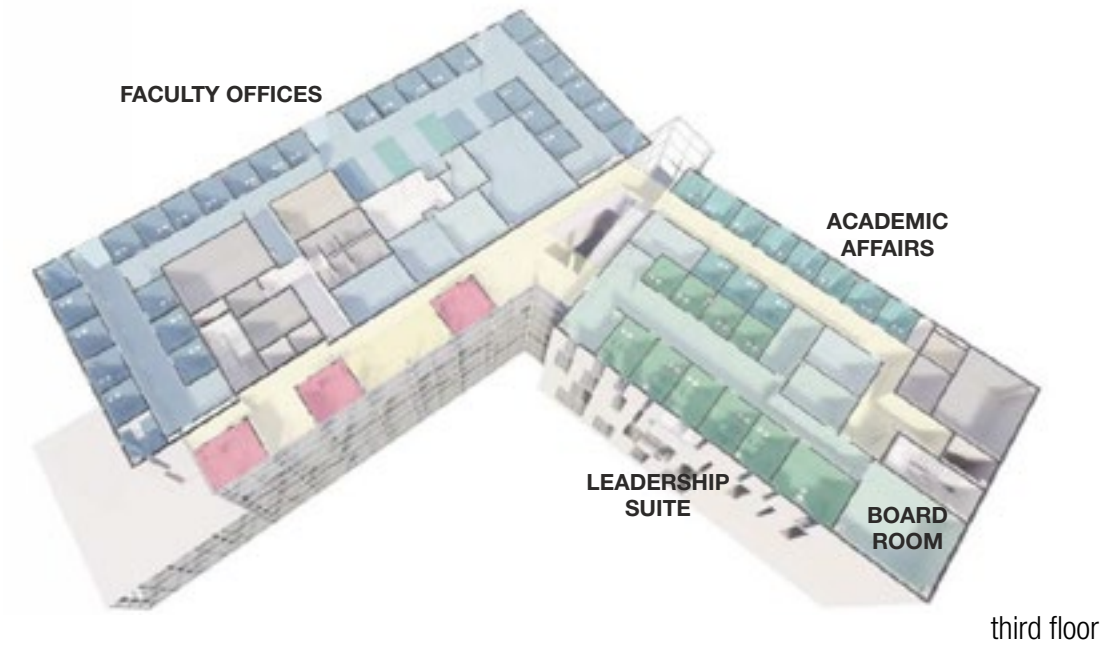 FACULTY OFFICES
ACADEMIC
AFFAIRS
LEADERSHIP
SUITE
BOARD
ROOM
third floor